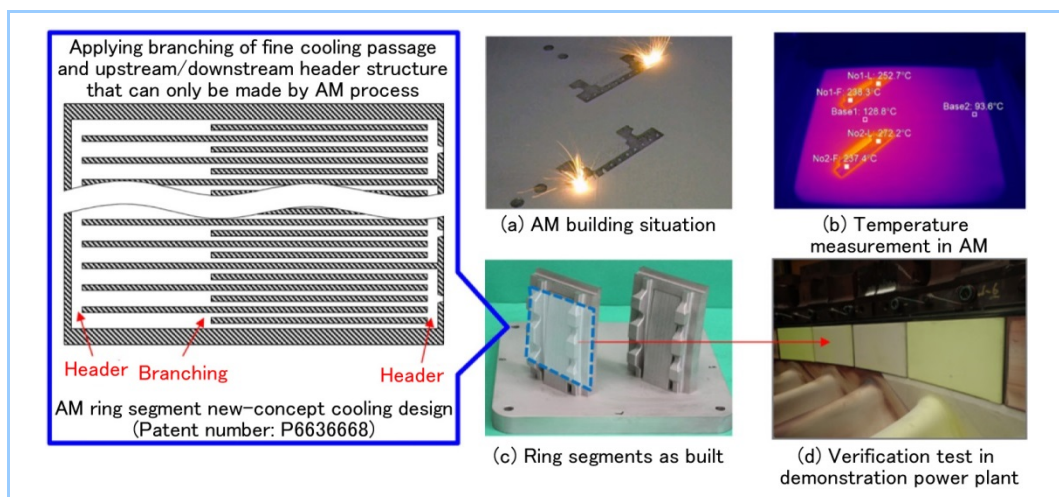 Applying branching of fine cooling passage
and upstream/downstream header structure
that can only be made by AM process
Header
Branching
Header
AM ring segment new-concept cooling design
(Patent number: P6636668)
(a) AM building situation
No1-L: 252.7°C
No1-F: 238.3°C
Base1: 128.8°C
Base2: 93.6°C
No2-L: 272.2°C
No2-F: 237.4°C
(b) Temperature
measurement in AM
(c) Ring segments as built
(d) Verification test in
demonstration power plant